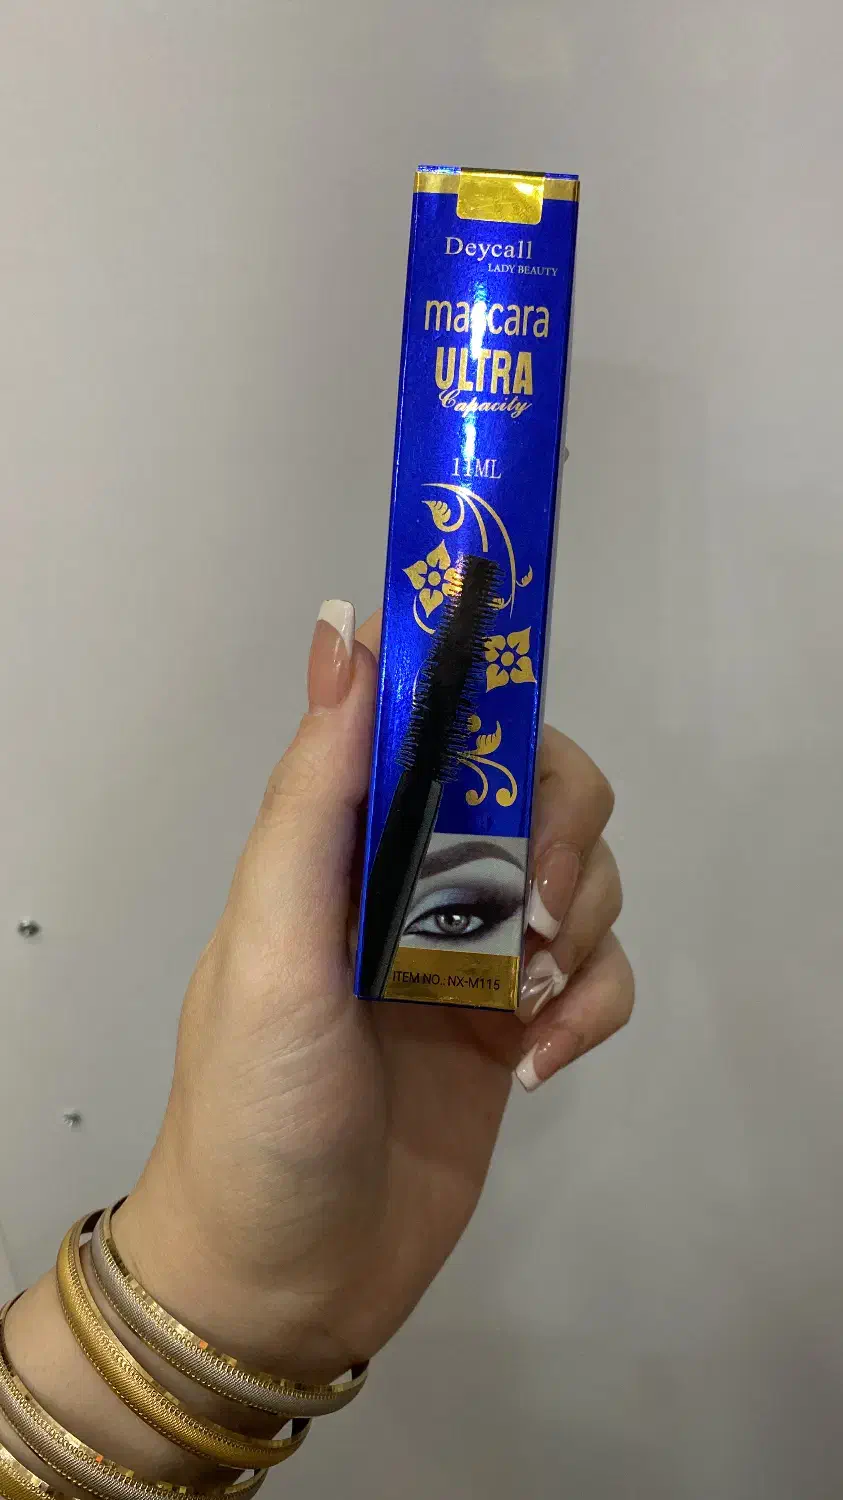 Deycall
LADY BEAUTY
mascara
ULTRA
Capacity
11ML
ITEM NO.: NX-M115